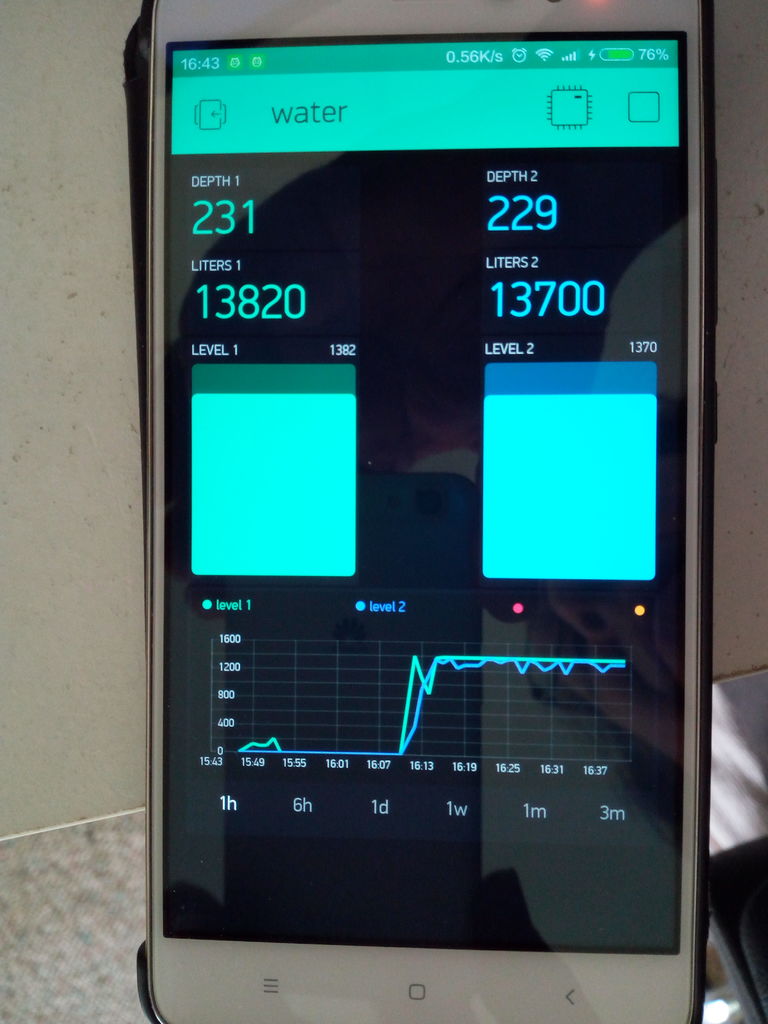 16:43 0.56K/s 76%
water
DEPTH 1 DEPTH 2
231 229
LITERS 1 LITERS 2
13820 13700
LEVEL 1 1382 LEVEL 2 1370
level 1 level 2
1600
1200
800
400
0
15:43 15:49 15:55 16:01 16:07 16:13 16:19 16:25 16:31 16:37
1h 6h 1d 1w 1m 3m